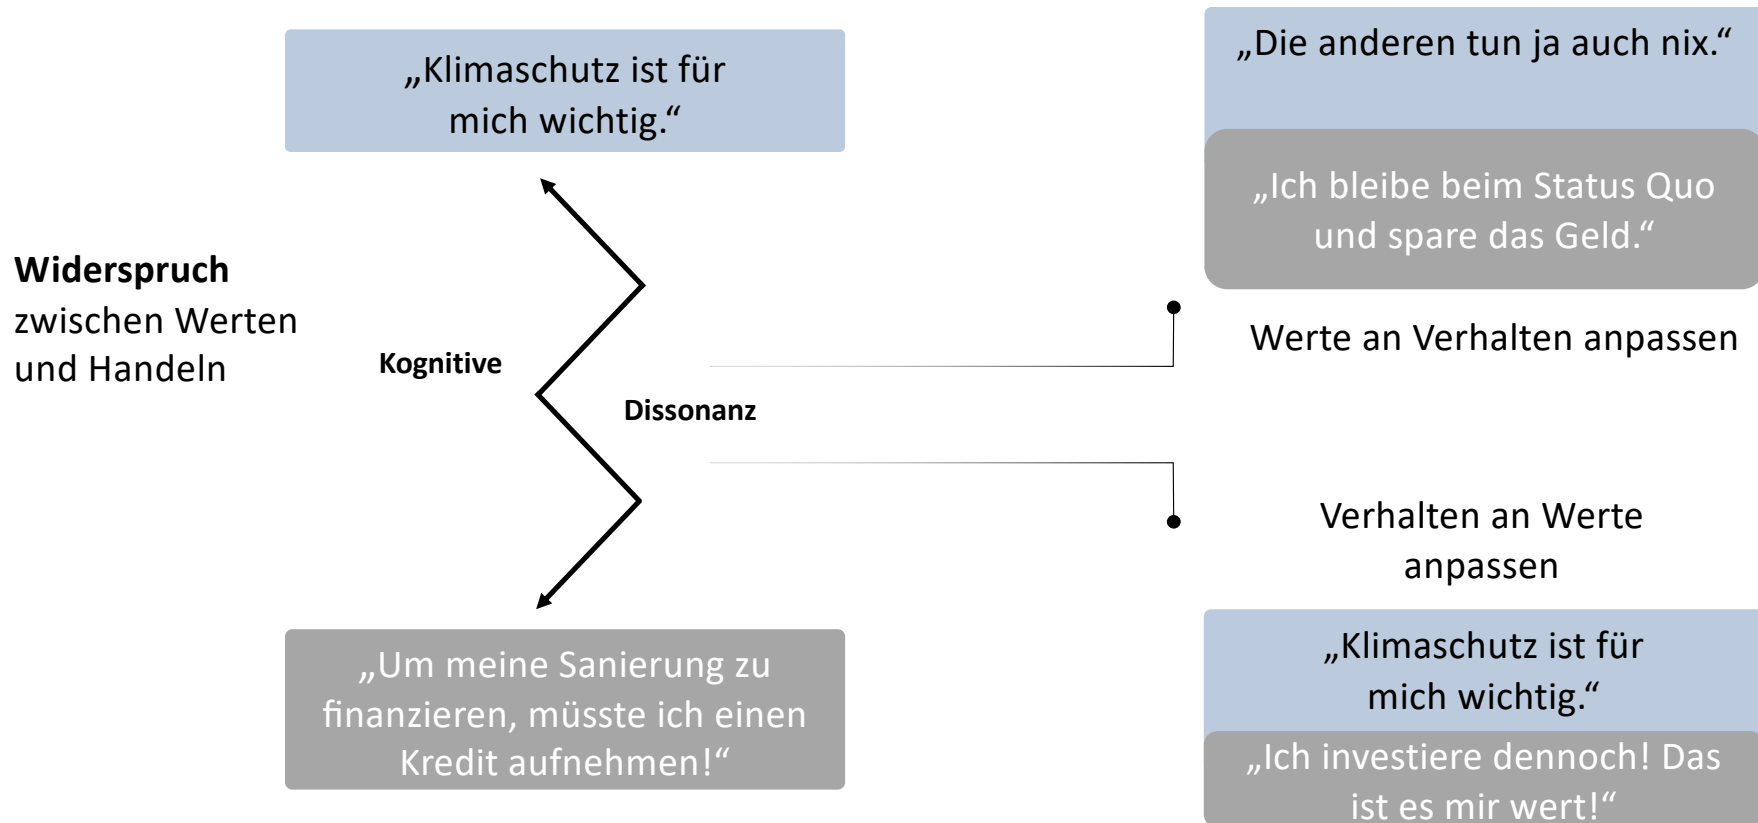 „Klimaschutz ist für
mich wichtig.“
Widerspruch
zwischen Werten
und Handeln
Kognitive
Dissonanz
„Um meine Sanierung zu
finanzieren, müsste ich einen
Kredit aufnehmen!“
„Die anderen tun ja auch nix.“
„Ich bleibe beim Status Quo
und spare das Geld.“
Werte an Verhalten anpassen
Verhalten an Werte
anpassen
„Klimaschutz ist für
mich wichtig.“
„Ich investiere dennoch! Das
ist es mir wert!“